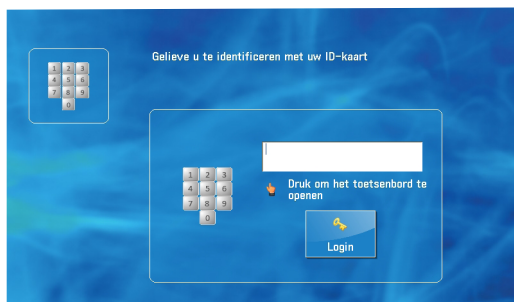 Gelieve u te identificeren met uw ID-kaart
1 2 3
4 5 6
7 8 9
0
1 2 3
4 5 6
7 8 9
0
Druk om het toetsenbord te
openen
Login